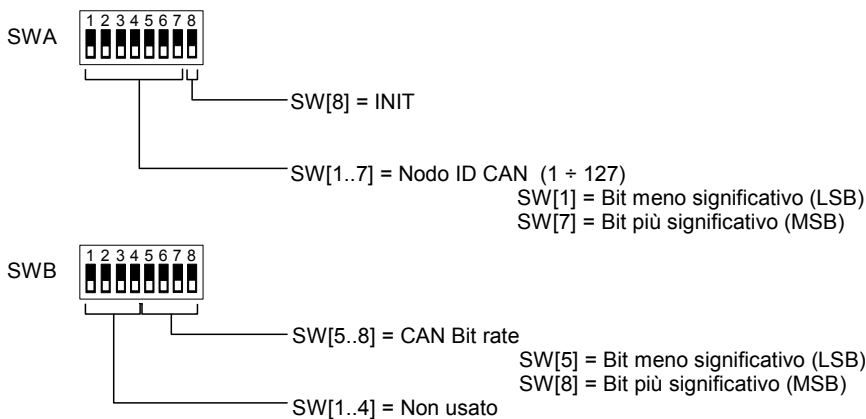 1 2 3 4 5 6 7 8
SWA
SW[8] = INIT
SW[1..7] = Nodo ID CAN (1 ÷ 127)
SW[1] = Bit meno significativo (LSB)
SW[7] = Bit più significativo (MSB)
1 2 3 4 5 6 7 8
SWB
SW[5..8] = CAN Bit rate
SW[5] = Bit meno significativo (LSB)
SW[8] = Bit più significativo (MSB)
SW[1..4] = Non usato